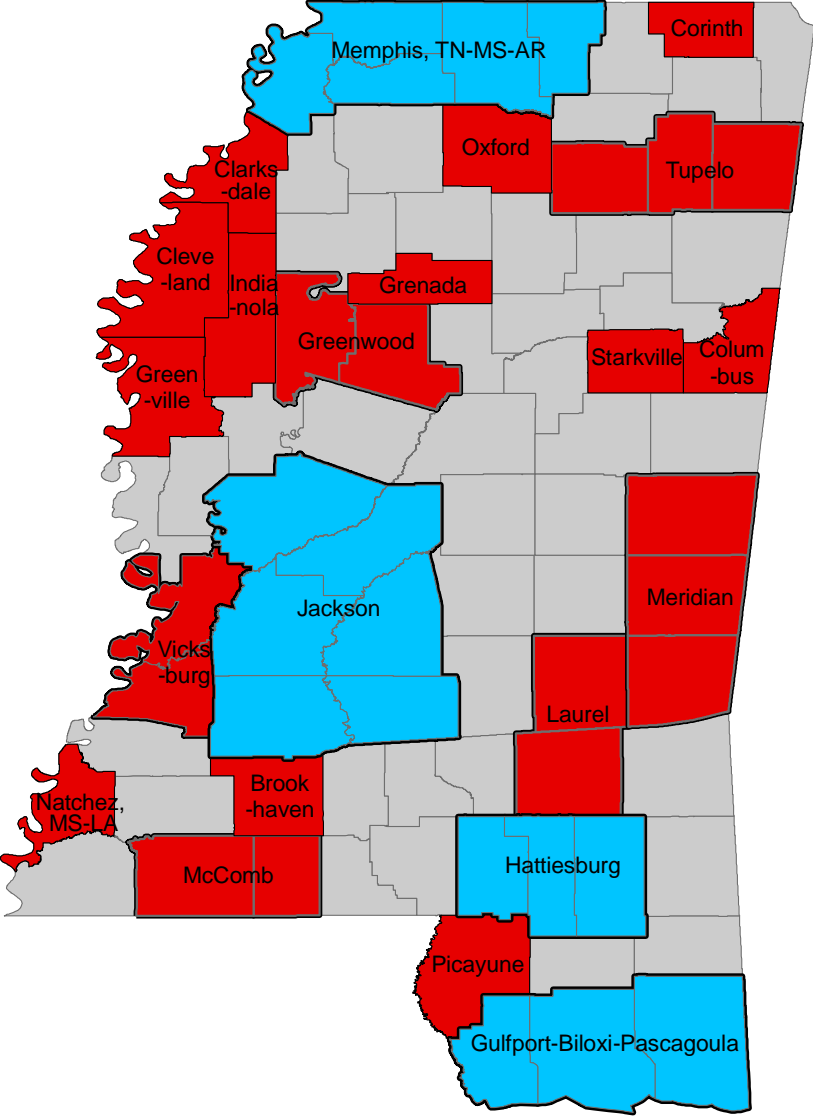 Corinth
Memphis, TN-MS-AR
Oxford
Clarks
-dale
Tupelo
Cleve
-land
India
-nola
Grenada
Greenwood
Starkville
Colum
-bus
Green
-ville
Meridian
Jackson
Vicks
-burg
Laurel
Brook
-haven
Natchez,
MS-LA
Hattiesburg
McComb
Picayune
Gulfport-Biloxi-Pascagoula